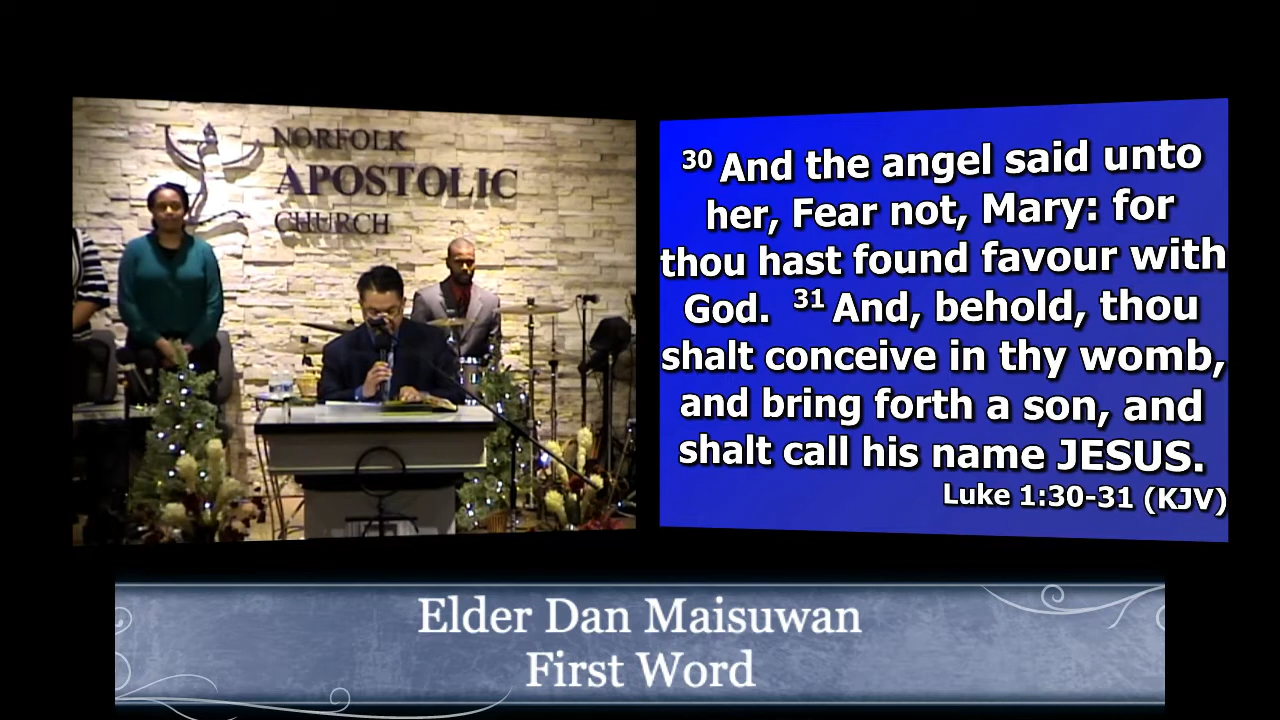 NORFOLK
APOSTOLIC
CHURCH
30 And the angel said unto
her, Fear not, Mary: for
thou hast found favour with
God. 31 And, behold, thou
shalt conceive in thy womb,
and bring forth a son, and
shalt call his name JESUS.
Luke 1:30-31 (KJV)
Elder Dan Maisuwan
First Word